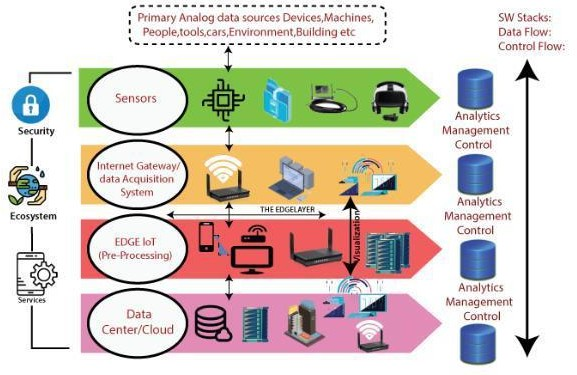 Primary Analog data sources Devices,Machines,
People,tools,cars,Environment,Building etc
SW Stacks:
Data Flow:
Control Flow:
Sensors
Analytics
Management
Control
Security
Internet Gateway/
data Acquisition
System
Analytics
Management
Control
Ecosystem
THE EDGELAYER
EDGE IoT
(Pre-Processing)
Visualization
Analytics
Management
Control
Services
Data
Center/Cloud